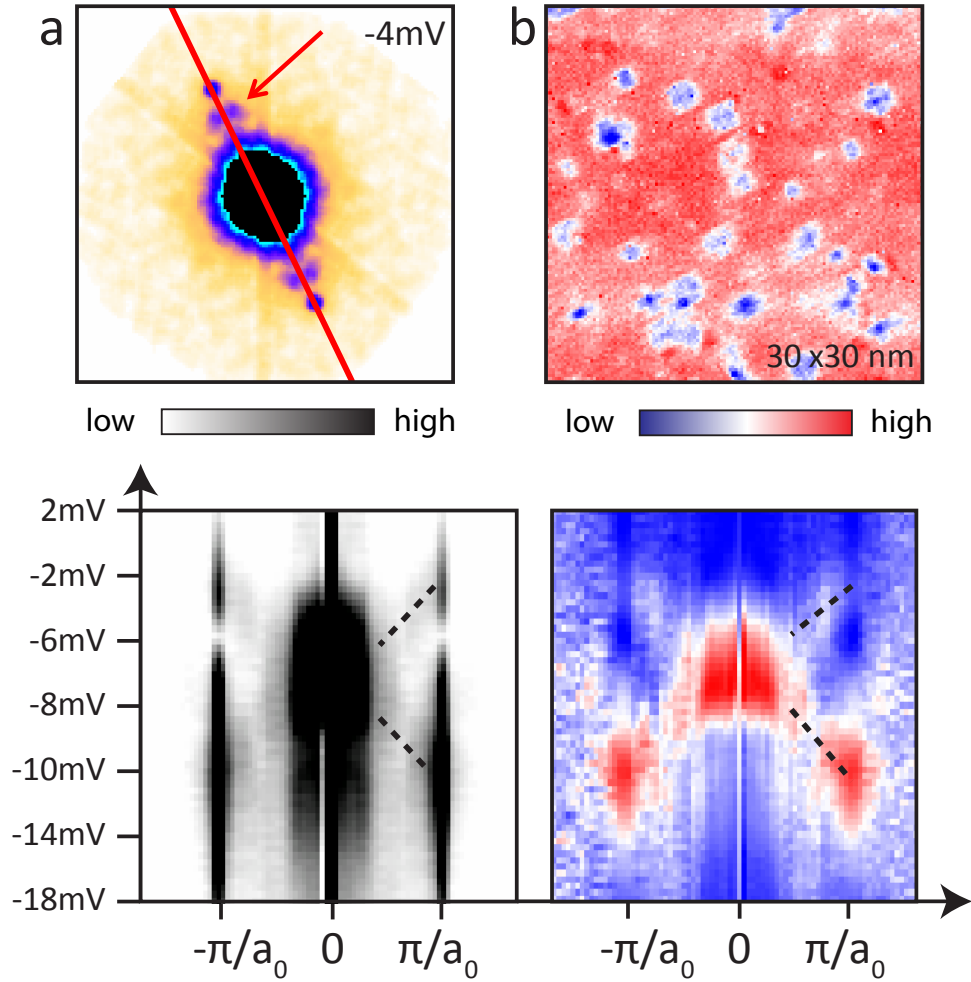 a
-4mV
b
30 x30 nm
low
high
low
high
2mV
-2mV
-6mV
-8mV
-10mV
-14mV
-18mV
-π/a0
0
π/a0
-π/a0
0
π/a0